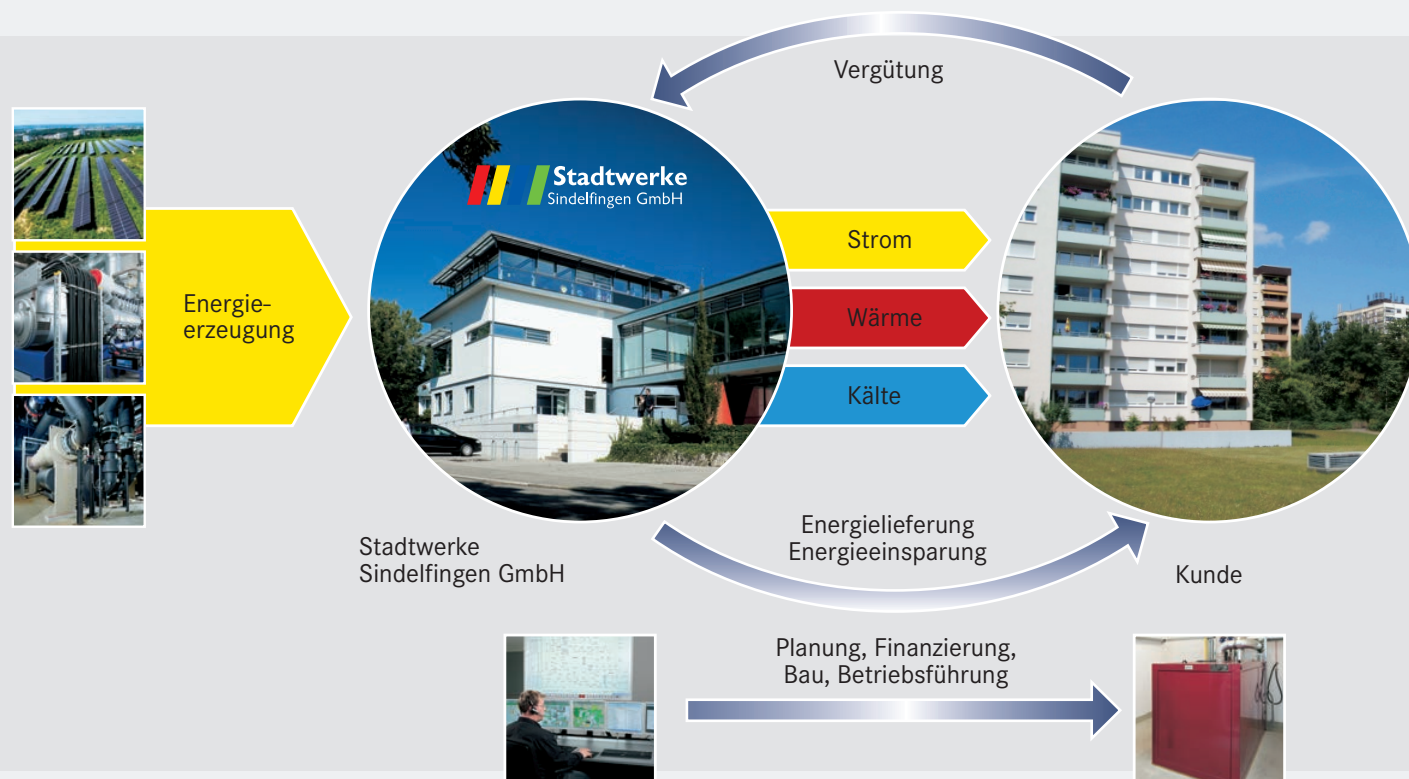 Vergütung
Stadtwerke
Sindelfingen GmbH
Energie-
erzeugung
Strom
Wärme
Kälte
Stadtwerke
Sindelfingen GmbH
Energielieferung
Energieeinsparung
Kunde
Planung, Finanzierung,
Bau, Betriebsführung